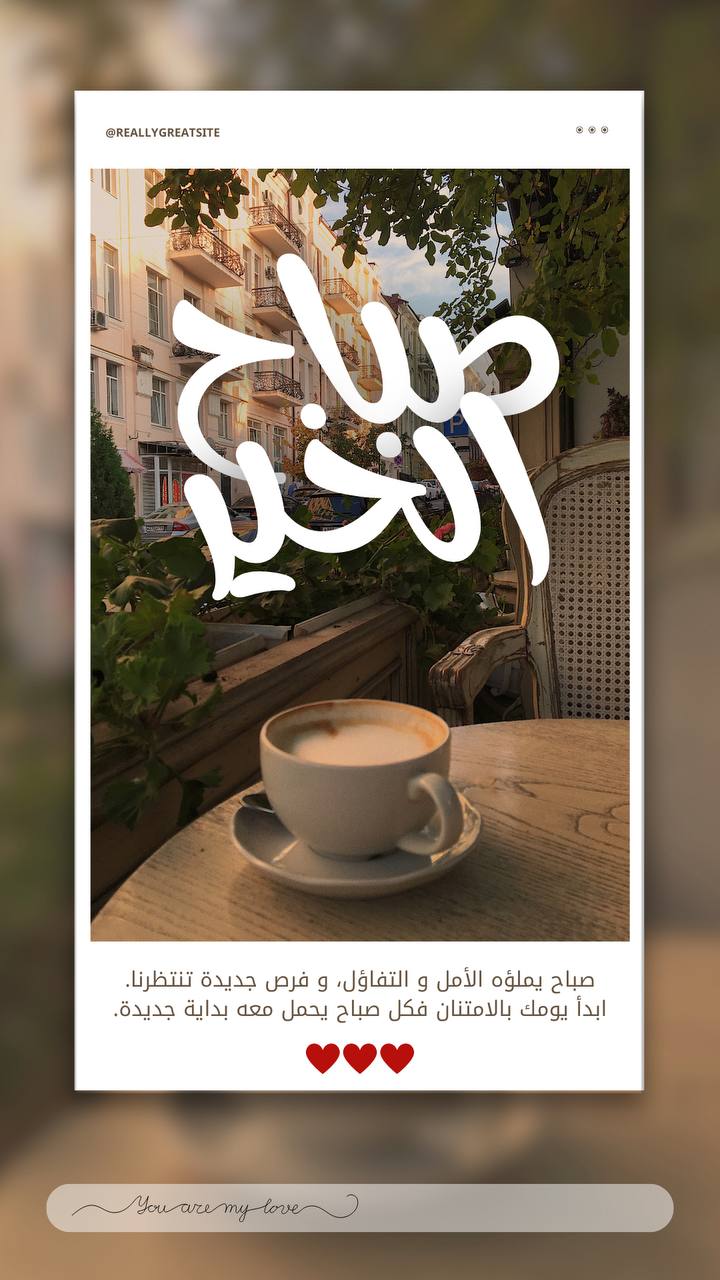 @REALLYGREATSITE
صباح
الخير
P
صباح يملؤه الأمل و التفاؤل، و فرص جديدة تنتظرنا.
ابدأ يومك بالامتنان فكل صباح يحمل معه بداية جديدة.
You are my love